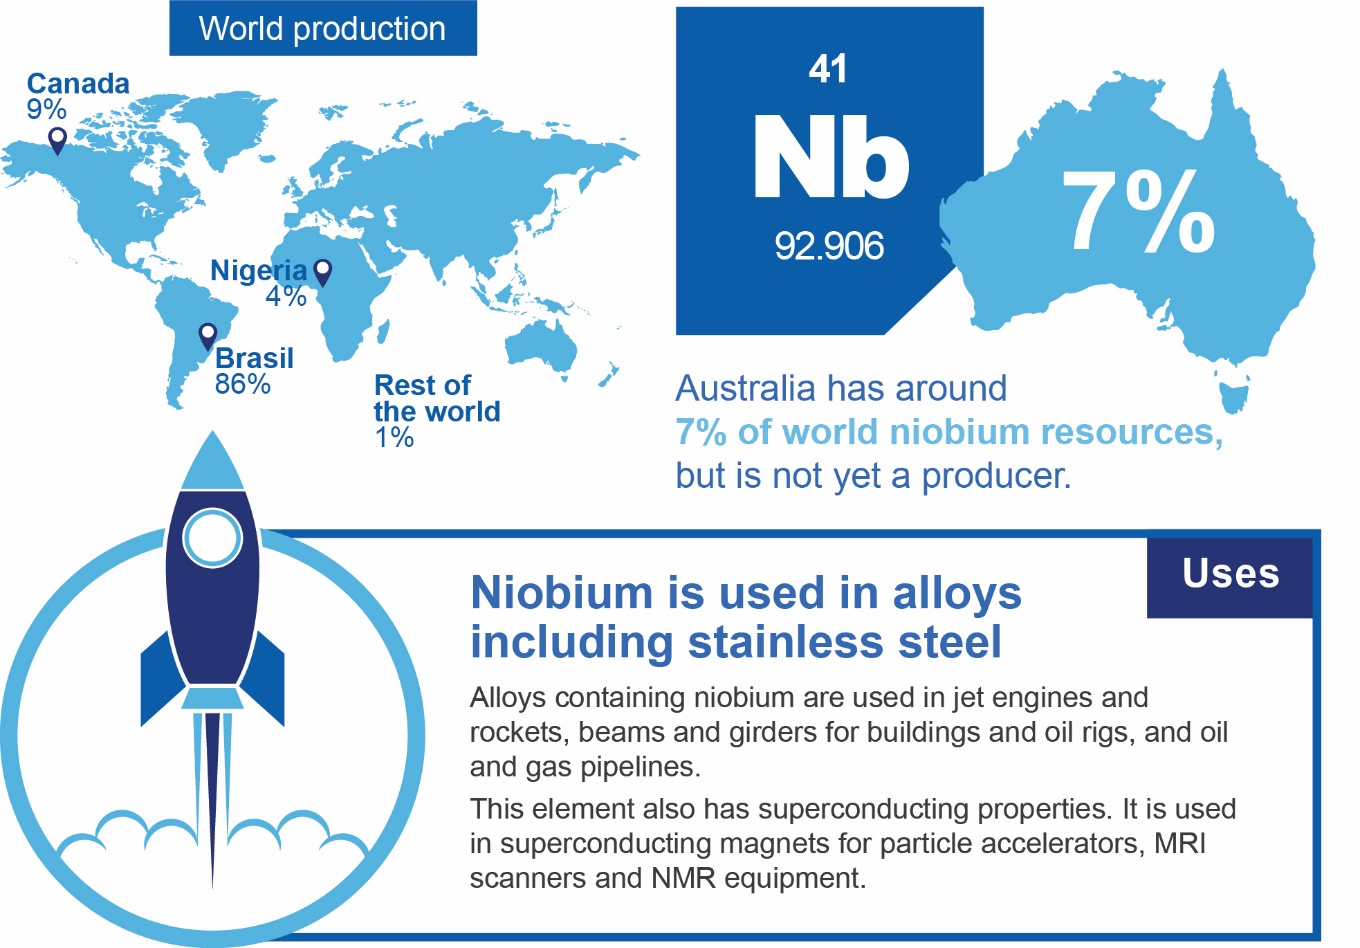 World production
Canada
9%
Nigeria
4%
Brasil
86%
Rest of
the world
1%
41
Nb
92.906
7%
Australia has around
7% of world niobium resources,
but is not yet a producer.
Uses
Niobium is used in alloys
including stainless steel
Alloys containing niobium are used in jet engines and
rockets, beams and girders for buildings and oil rigs, and oil
and gas pipelines.
This element also has superconducting properties. It is used
in superconducting magnets for particle accelerators, MRI
scanners and NMR equipment.